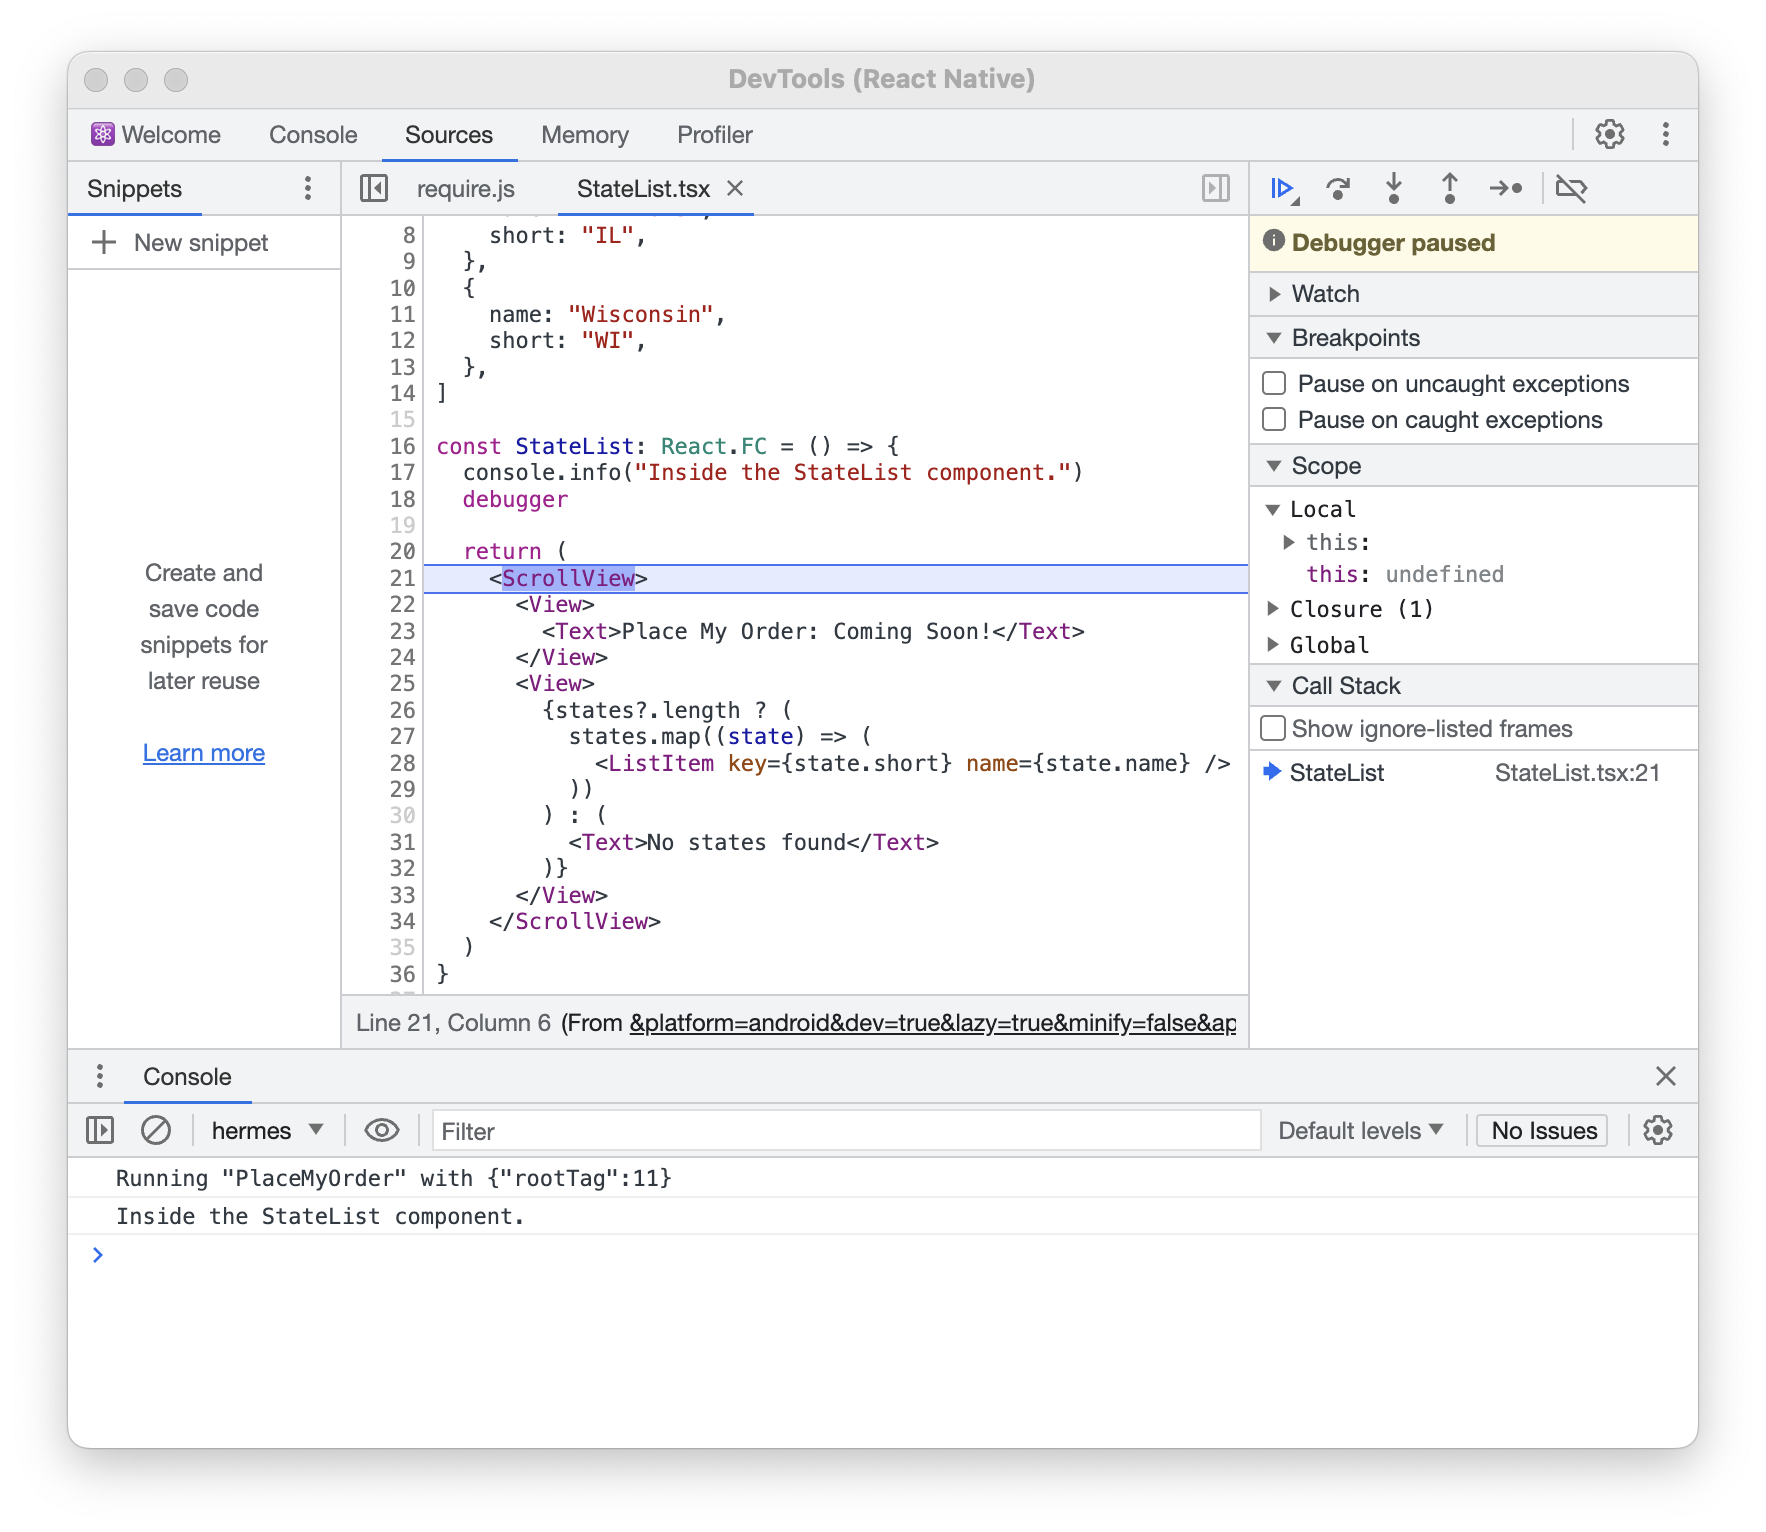 DevTools (React Native)
Welcome Console Sources Memory Profiler
Snippets
New snippet
Create and
save code
snippets for
later reuse
Learn more
require.js StateList.tsx
8 short: "IL",
9 },
10 {
11 name: "Wisconsin",
12 short: "WI",
13 },
14 ]
15
16 const StateList: React.FC = () => {
17 console.info("Inside the StateList component.")
18 debugger
19
20 return (
21 <ScrollView>
22 <View>
23 <Text>Place My Order: Coming Soon!</Text>
24 </View>
25 <View>
26 {states?.length ? (
27 states.map((state) => (
28 <ListItem key={state.short} name={state.name} />
29 ))
30 ) : (
31 <Text>No states found</Text>
32 )}
33 </View>
34 </ScrollView>
35 )
36 }
Line 21, Column 6 (From &platform=android&dev=true&lazy=true&minify=false&ap
Debugger paused
Watch
Breakpoints
Pause on uncaught exceptions
Pause on caught exceptions
Scope
Local
this:
this: undefined
Closure (1)
Global
Call Stack
Show ignore-listed frames
StateList StateList.tsx:21
Console
hermes Filter Default levels No Issues
Running "PlaceMyOrder" with {"rootTag":11}
Inside the StateList component.